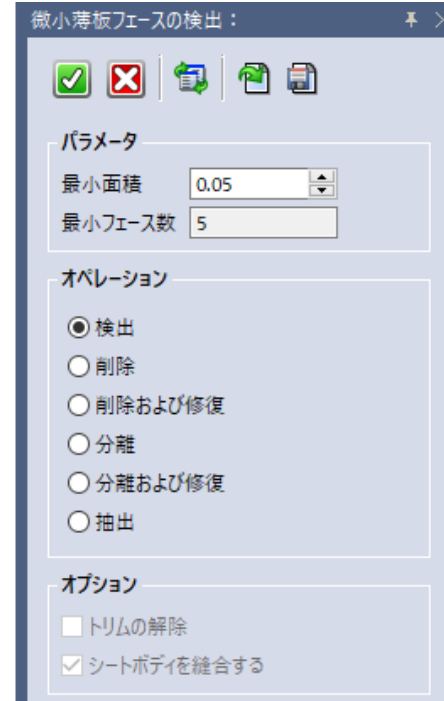 微小薄板フェースの検出：
パラメータ
最小面積 0.05
最小フェース数 5
オペレーション
検出
削除
削除および修復
分離
分離および修復
抽出
オプション
トリムの解除
シートボディを縫合する